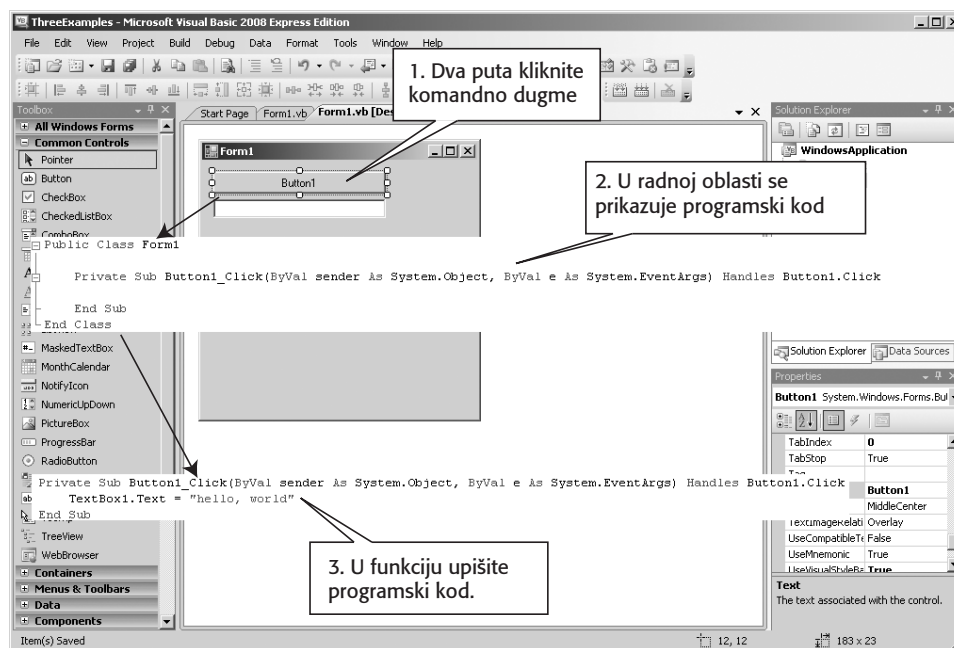 ThreeExamples - Microsoft Visual Basic 2008 Express Edition
File Edit View Project Build Debug Data Format Tools Window Help
1. Dva puta kliknite
komandno dugme
Toolbox
Start Page Form1.vb Form1.vb [Des
Solution Explorer
All Windows Forms
Common Controls
Pointer
Button
CheckBox
CheckedListBox
ComboBox
Form1
Button1
WindowsApplication
2. U radnoj oblasti se
prikazuje programski kod
Public Class Form1
Private Sub Button1_Click(ByVal sender As System.Object, ByVal e As System.EventArgs) Handles Button1.Click
End Sub
End Class
MaskedTextBox
MonthCalendar
NotifyIcon
NumericUpDown
PictureBox
ProgressBar
RadioButton
Solution Explorer Data Sources
Properties
Button1 System.Windows.Forms.But
TabIndex 0
TabStop True
Tag
Button1
MiddleCenter
TextImageRelati Overlay
UseCompatibleTe False
UseMnemonic True
UseVisualStyleBa True
Private Sub Button1_Click(ByVal sender As System.Object, ByVal e As System.EventArgs) Handles Button1.Click
TextBox1.Text = "hello, world"
End Sub
TreeView
WebBrowser
Containers
Menus & Toolbars
Data
Components
3. U funkciju upišite
programski kod.
Text
The text associated with the control.
Item(s) Saved
12, 12
183 x 23